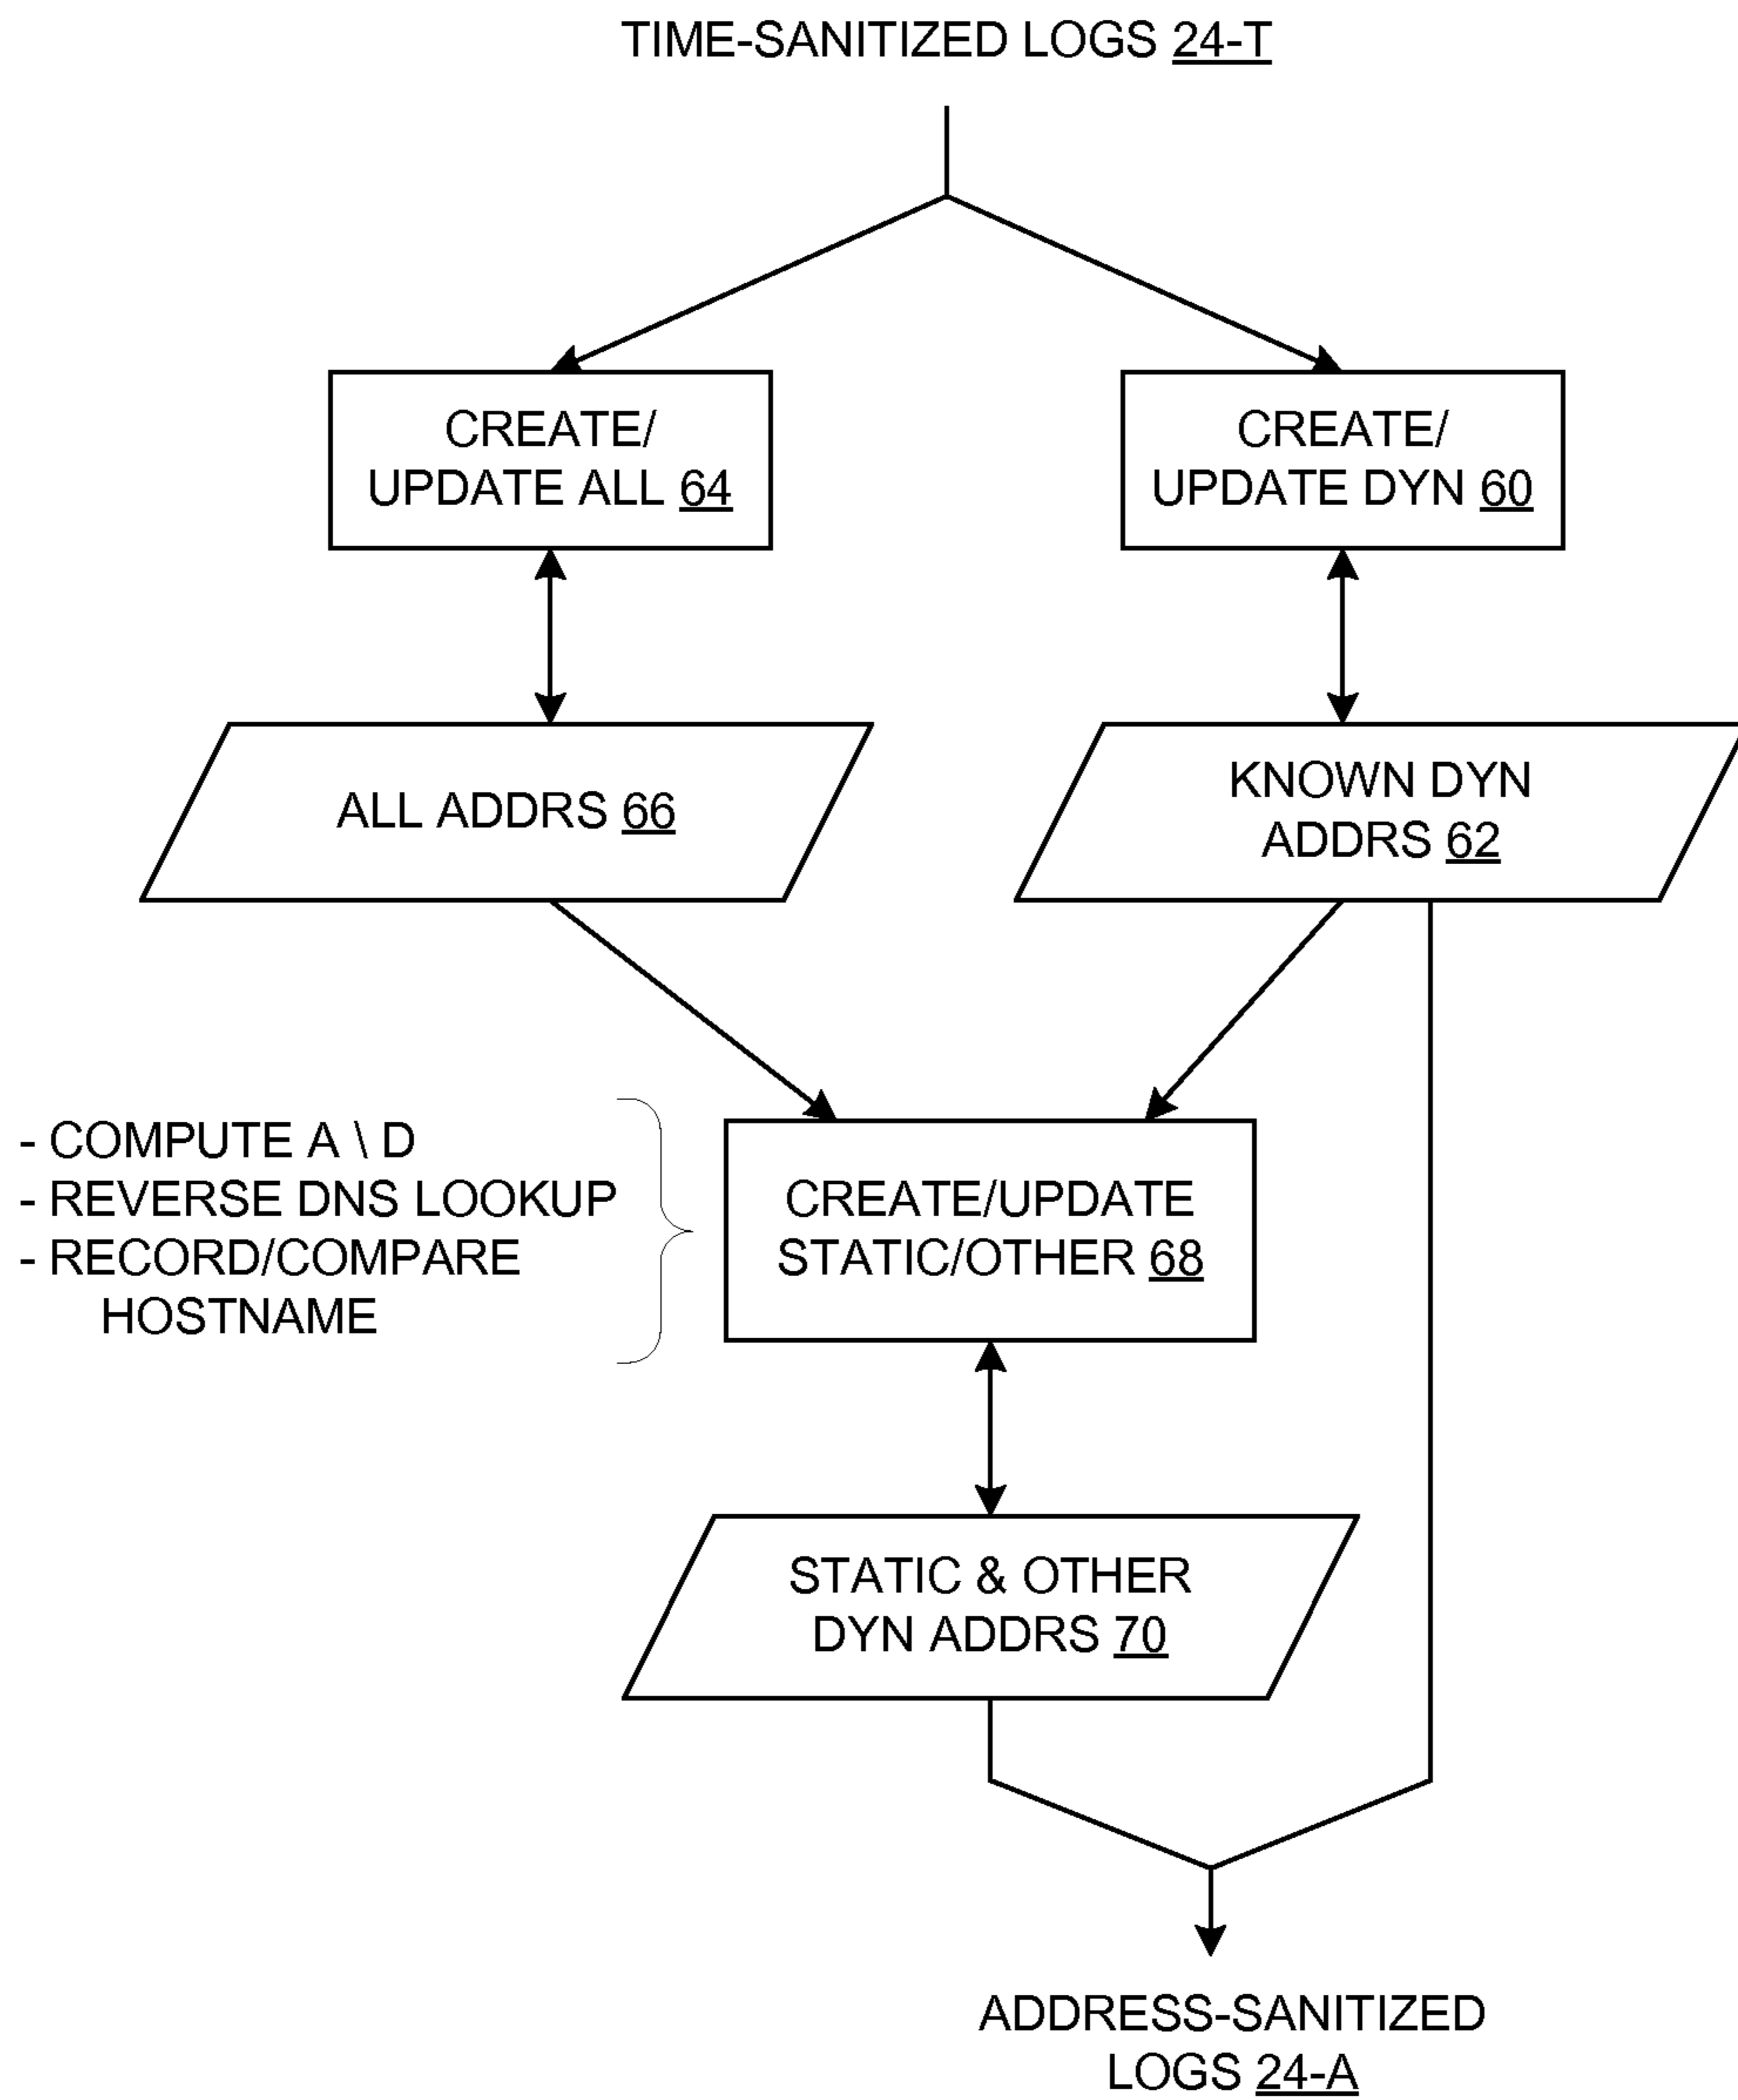 TIME-SANITIZED LOGS 24-T
CREATE/
UPDATE ALL 64
CREATE/
UPDATE DYN 60
ALL ADDRS 66
KNOWN DYN
ADDRS 62
- COMPUTE A \ D
- REVERSE DNS LOOKUP
- RECORD/COMPARE
HOSTNAME
CREATE/UPDATE
STATIC/OTHER 68
STATIC & OTHER
DYN ADDRS 70
ADDRESS-SANITIZED
LOGS 24-A